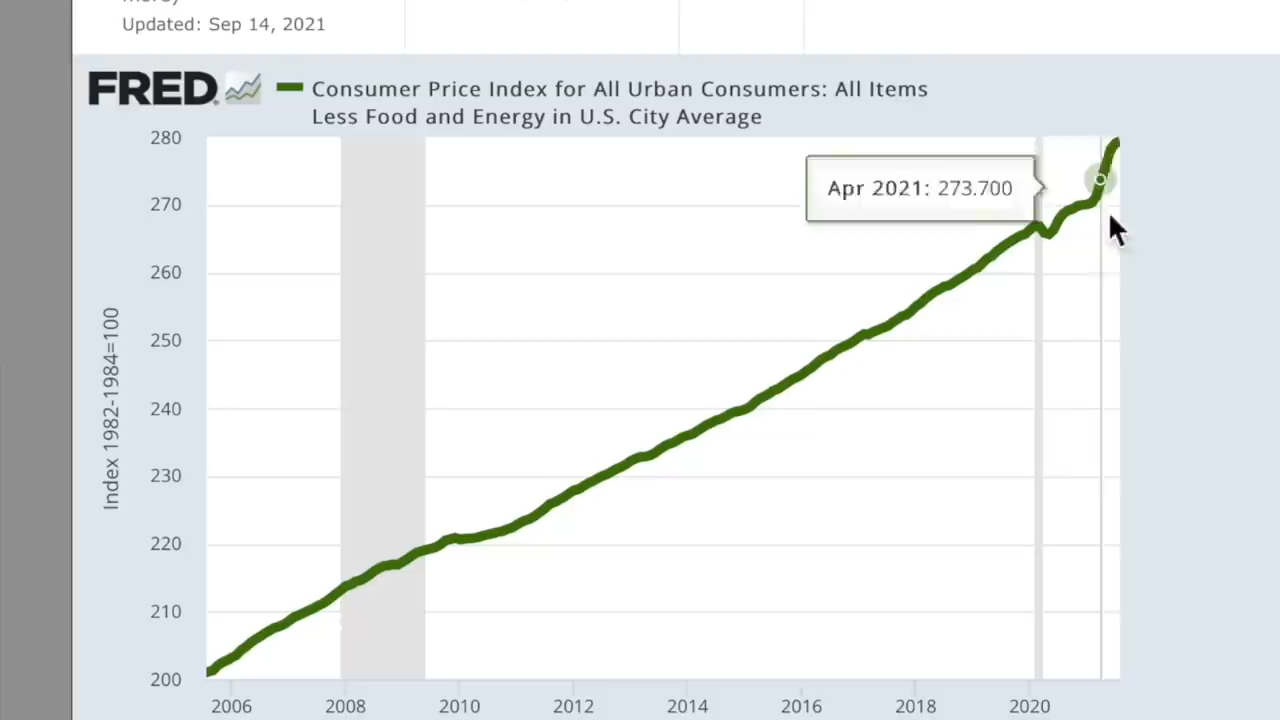 Updated: Sep 14, 2021
FRED
Consumer Price Index for All Urban Consumers: All Items
Less Food and Energy in U.S. City Average
280
270
260
250
240
230
220
210
200
Index 1982-1984=100
Apr 2021: 273.700
2006
2008
2010
2012
2014
2016
2018
2020